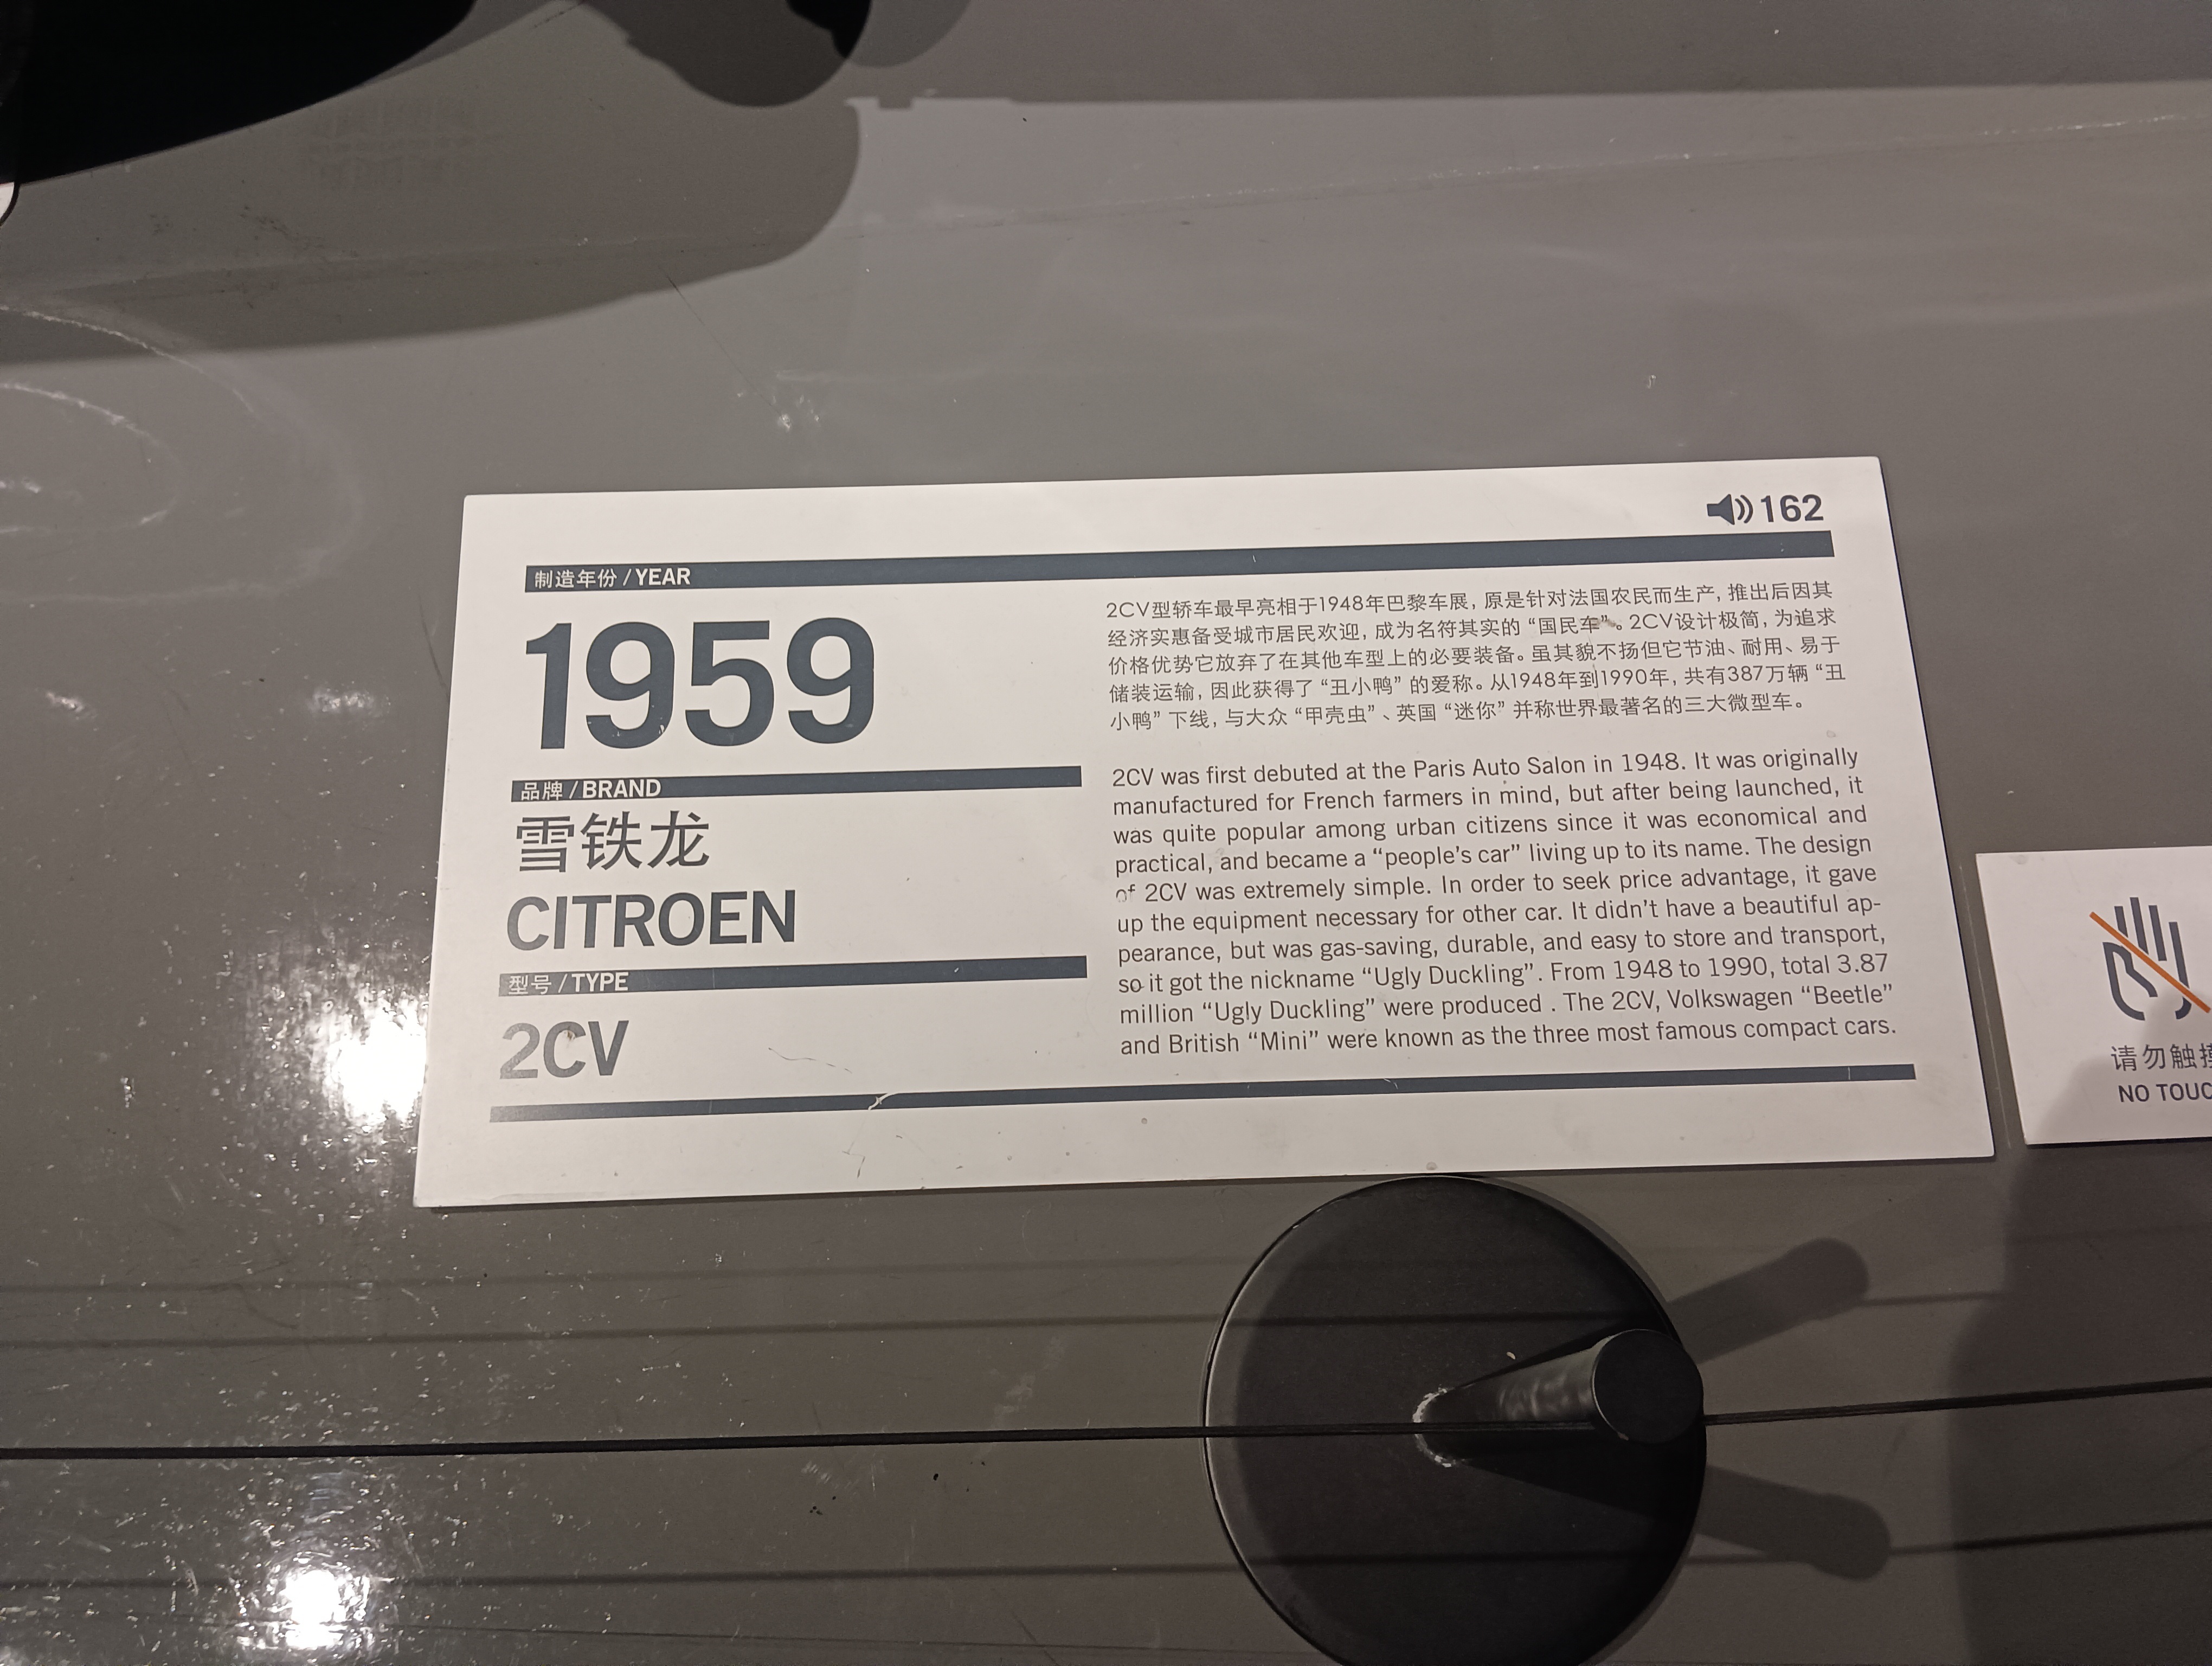 162
制造年份 / YEAR
1959
品牌 / BRAND
雪铁龙
CITROEN
型号 / TYPE
2CV
2CV型轿车最早亮相于1948年巴黎车展, 原是针对法国农民而生产, 推出后因其
经济实惠备受城市居民欢迎, 成为名符其实的 “国民车”。2CV设计极简, 为追求
价格优势它放弃了在其他车型上的必要装备。虽其貌不扬但它节油、耐用、易于
储装运输, 因此获得了 “丑小鸭” 的爱称。从1948年到1990年, 共有387万辆 “丑
小鸭” 下线, 与大众 “甲壳虫” 、英国 “迷你” 并称世界最著名的三大微型车。
2CV was first debuted at the Paris Auto Salon in 1948. It was originally
manufactured for French farmers in mind, but after being launched, it
was quite popular among urban citizens since it was economical and
practical, and became a “people’s car” living up to its name. The design
of 2CV was extremely simple. In order to seek price advantage, it gave
up the equipment necessary for other car. It didn’t have a beautiful ap-
pearance, but was gas-saving, durable, and easy to store and transport,
so it got the nickname “Ugly Duckling”. From 1948 to 1990, total 3.87
million “Ugly Duckling” were produced . The 2CV, Volkswagen “Beetle”
and British “Mini” were known as the three most famous compact cars.
请勿触
NO TOUC